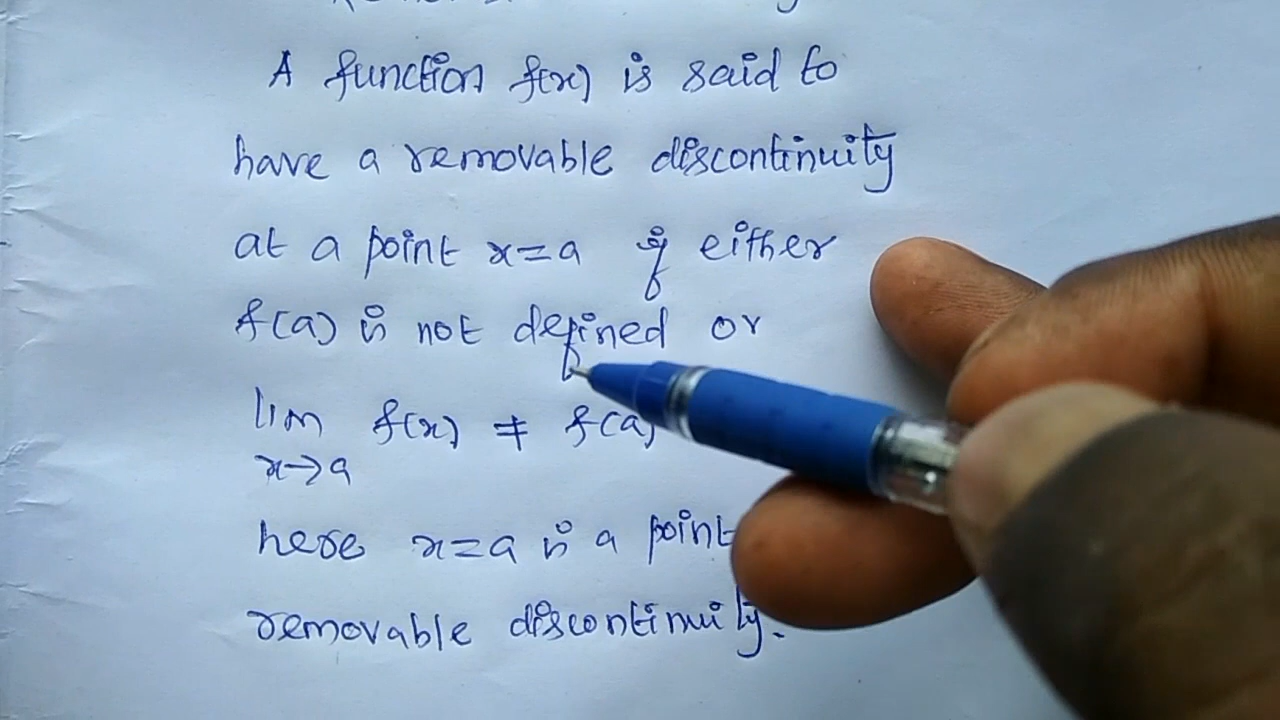 A function f(x) is said to
have a removable discontinuity
at a point x=a if either
f(a) is not defined or
lim f(x) ≠ f(a)
x→a
here x=a is a point
removable discontinuity.